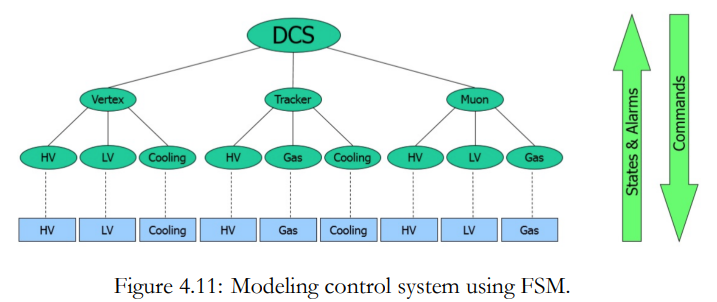 DCS
Vertex Tracker Muon
HV LV Cooling HV Gas Cooling HV LV Gas
HV LV Cooling HV Gas Cooling HV LV Gas
States & Alarms
Commands
Figure 4.11: Modeling control system using FSM.